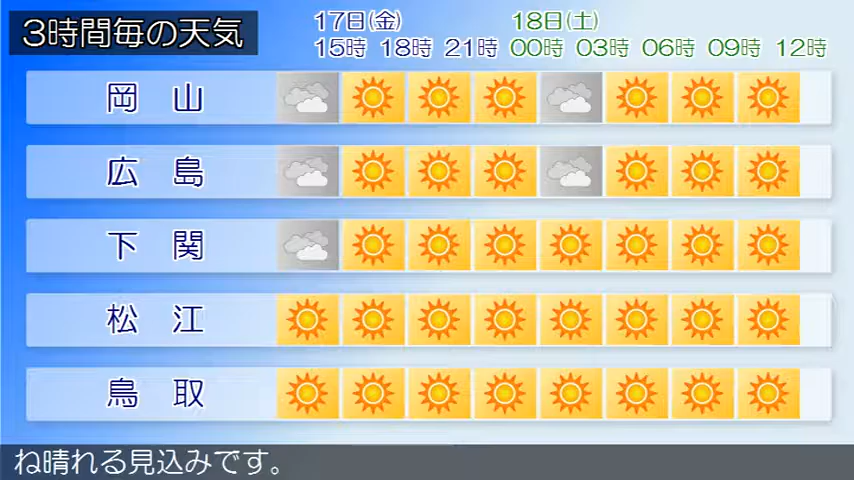 3時間毎の天気
17日(金) 18日(土)
15時 18時 21時 00時 03時 06時 09時 12時
岡山
広島
下関
松江
鳥取
ね晴れる見込みです。